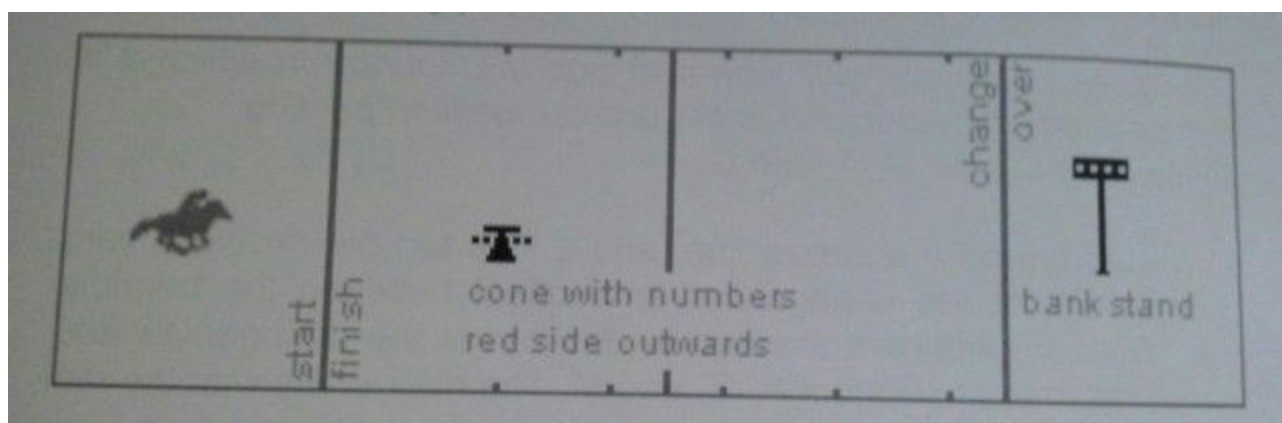 start
finish
cone with numbers
red side outwards
change
over
bank stand